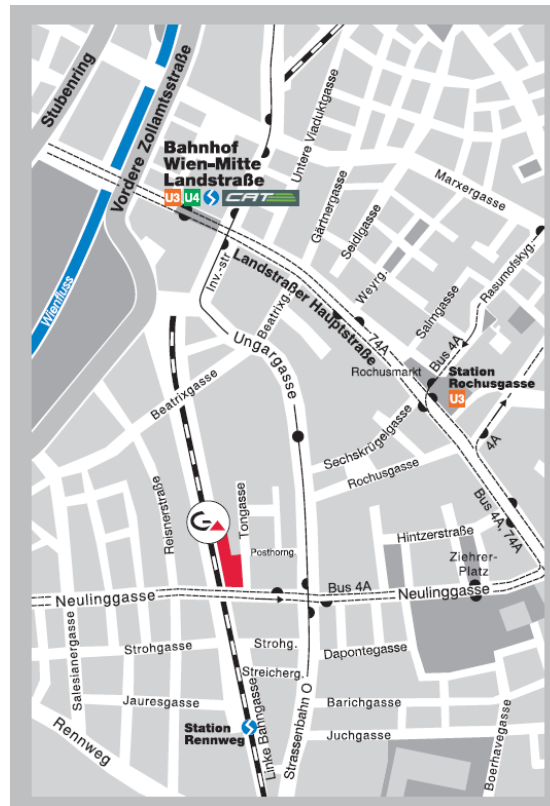 Stubenring
Vordere Zollamtsstraße
Wienfluss
Bahnhof
Wien-Mitte
Landstraße
U3 U4 S CAT
Untere Viaduktgasse
Marxergasse
Gärtnergasse
Seidlgasse
Rasumofskyg.
Inv.-str
Landstraßer Hauptstraße
Weyrg.
Salmgasse
Beatrixg.
74A
Bus 4A
Ungargasse
Rochusmarkt
Station
Rochusgasse
U3
Beatrixgasse
Sechskrügelgasse
Rochusgasse
4A
Reisnerstraße
G
Tongasse
Bus 4A, 74A
Hintzerstraße
Posthorng.
Ziehrer-
Platz
Bus 4A
Neulinggasse
Neulinggasse
Salesianergasse
Strohgasse
Strohg.
Dapontegasse
Streicherg.
Jauresgasse
Linke Bahngasse
Strassenbahn O
Barichgasse
Station
Rennweg
S
Juchgasse
Rennweg
Boerhavegasse